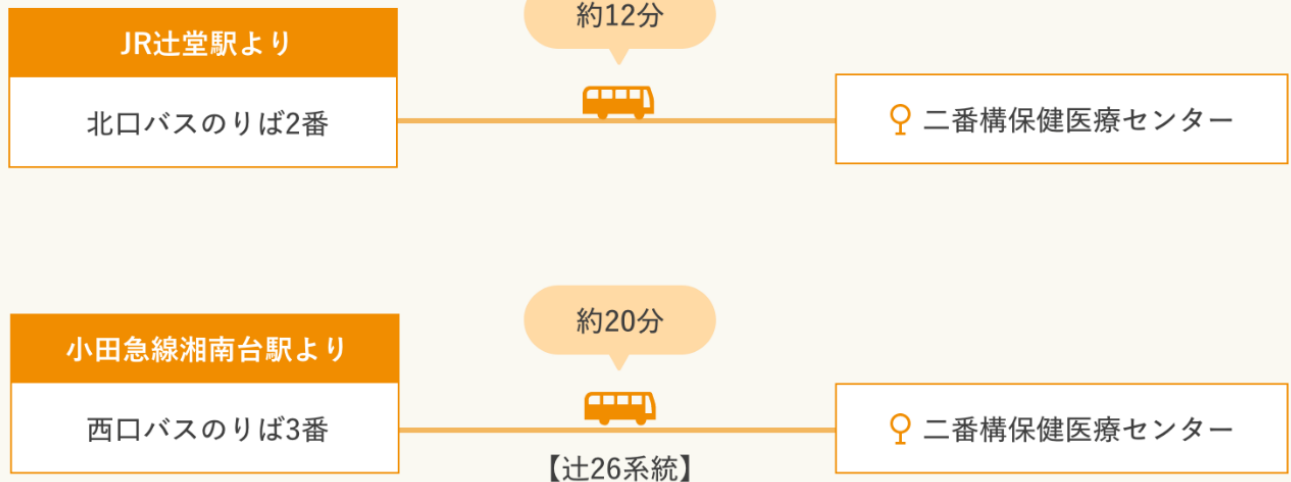 約12分
JR辻堂駅より
北口バスのりば2番
二番構保健医療センター
約20分
小田急線湘南台駅より
西口バスのりば3番
二番構保健医療センター
【辻26系統】